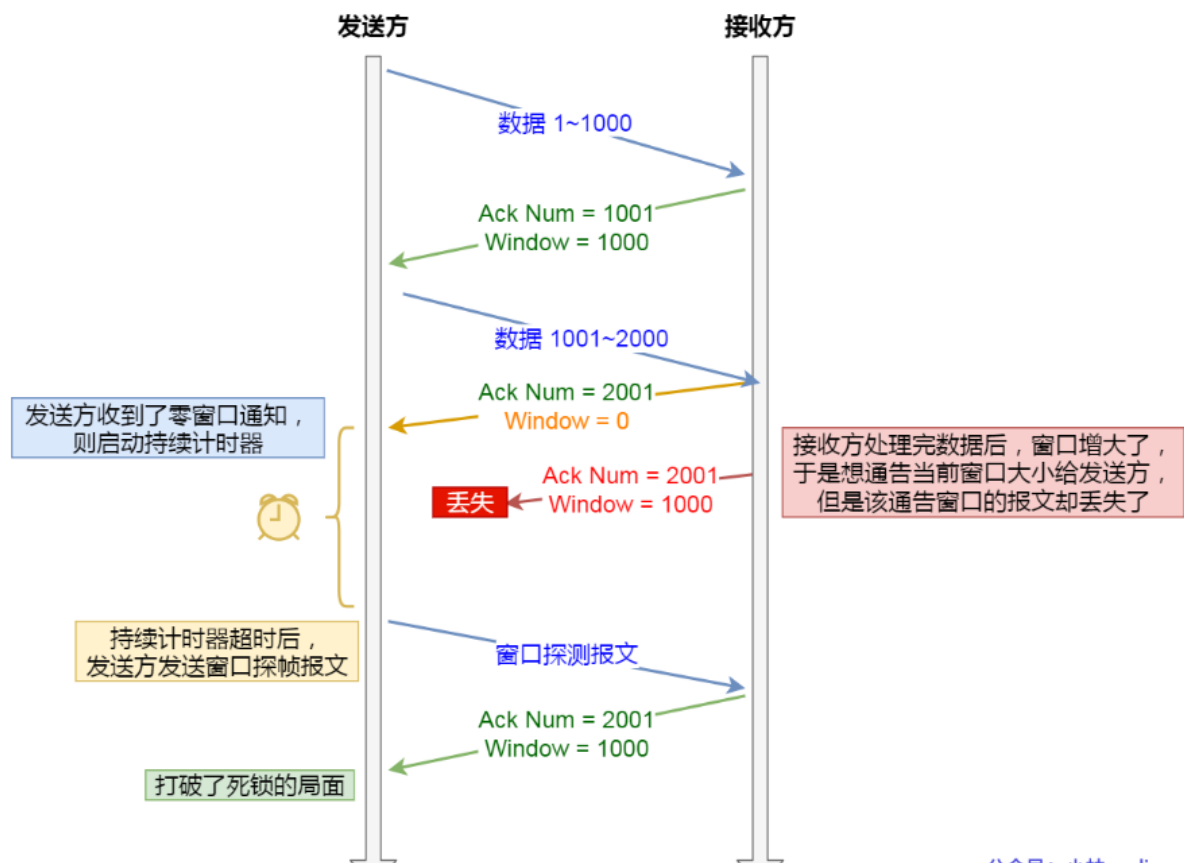 发送方
接收方
数据 1~1000
Ack Num = 1001
Window = 1000
数据 1001~2000
Ack Num = 2001
Window = 0
发送方收到了零窗口通知，
则启动持续计时器
接收方处理完数据后，窗口增大了，
于是想通告当前窗口大小给发送方，
但是该通告窗口的报文却丢失了
Ack Num = 2001
Window = 1000
丢失
持续计时器超时后，
发送方发送窗口探帧报文
窗口探测报文
Ack Num = 2001
Window = 1000
打破了死锁的局面